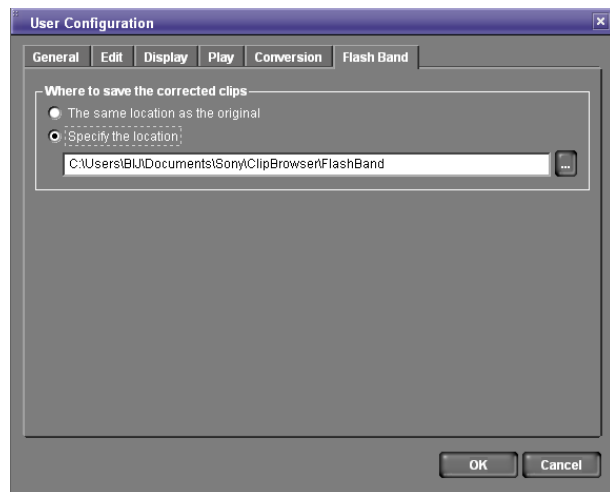 User Configuration
General Edit Display Play Conversion Flash Band
Where to save the corrected clips
The same location as the original
Specify the location
C:\Users\BIJ\Documents\Sony\ClipBrowser\FlashBand
...
OK Cancel